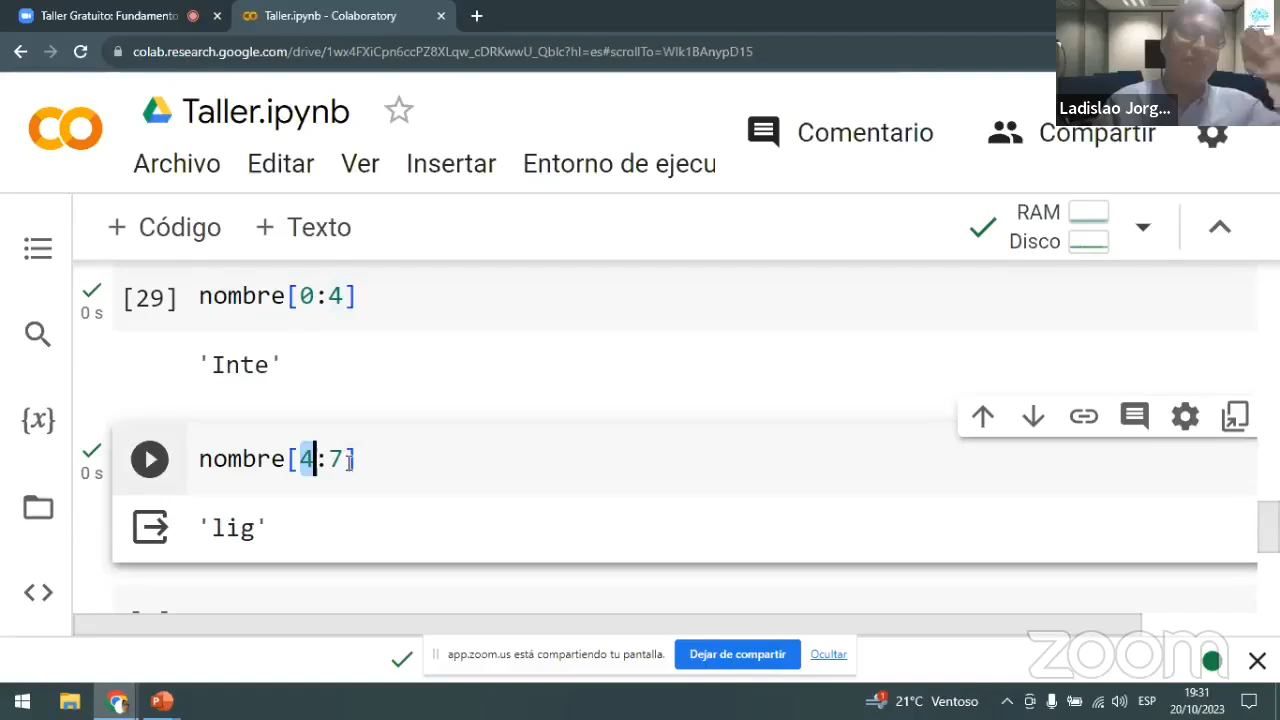 Taller Gratuito: Fundamento
Taller.ipynb - Colaboratory
colab.research.google.com/drive/1wx4FXiCpn6ccPZ8XLqw_cDRKwwU_Qblc?hl=es#scrollTo=WIk1BAnypD15
Ladislao Jorg...
Taller.ipynb
Comentario
Compartir
Archivo Editar Ver Insertar Entorno de ejecu
+ Código + Texto
RAM
Disco
[29] nombre[0:4]
0 s
'Inte'
nombre[4:7]
0 s
'lig'
{x}
app.zoom.us está compartiendo tu pantalla. Dejar de compartir Ocultar
zoom
21°C Ventoso
ESP
19:31
20/10/2023